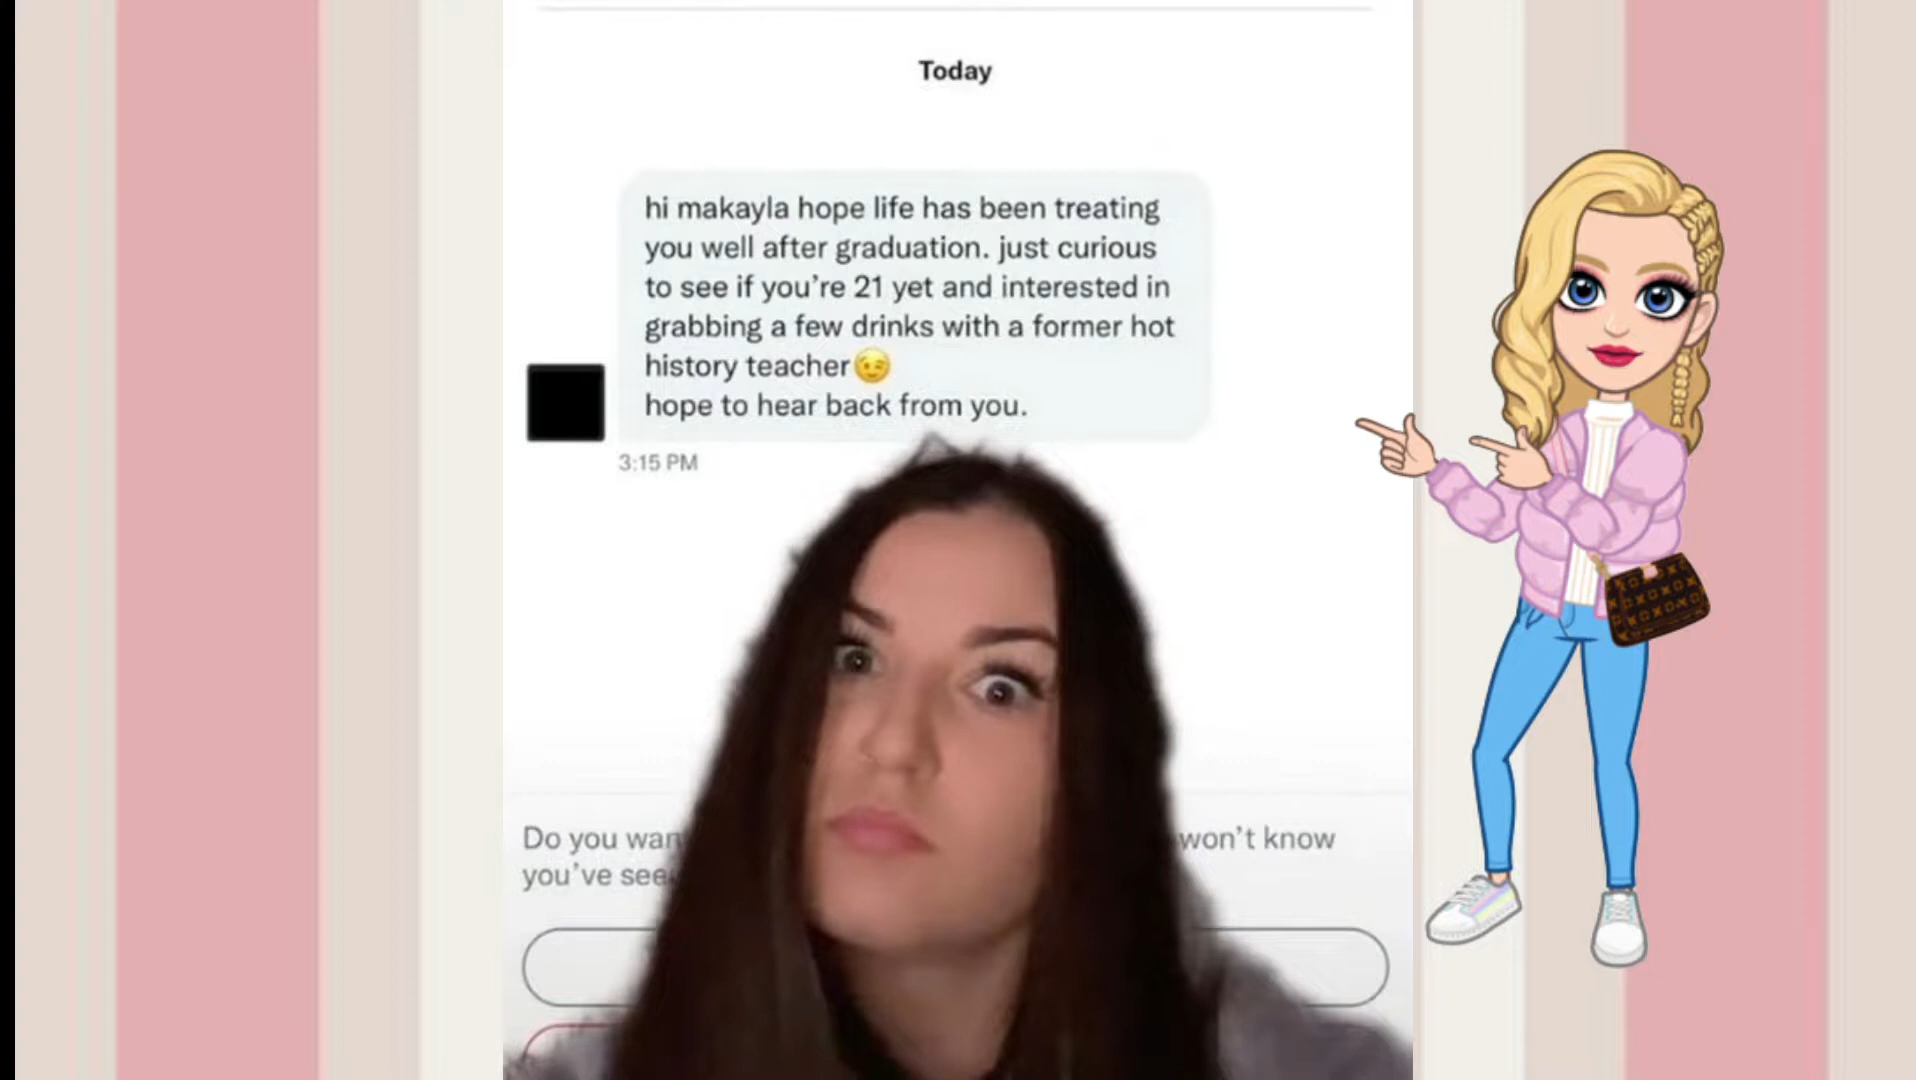 Today
hi makayla hope life has been treating
you well after graduation. just curious
to see if you're 21 yet and interested in
grabbing a few drinks with a former hot
history teacher😉
hope to hear back from you.
3:15 PM
Do you won't know
you've